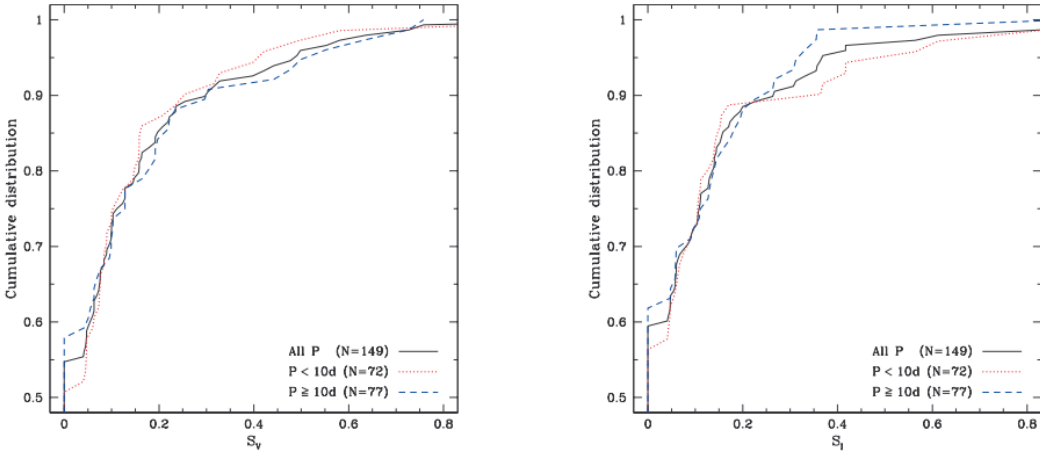 1
0.9
0.8
0.7
0.6
0.5
Cumulative distribution
All P (N=149)
P < 10d (N=72)
P ≧ 10d (N=77)
0 0.2 0.4 0.6 0.8
S_V
1
0.9
0.8
0.7
0.6
0.5
Cumulative distribution
All P (N=149)
P < 10d (N=72)
P ≧ 10d (N=77)
0 0.2 0.4 0.6 0.8
S_I